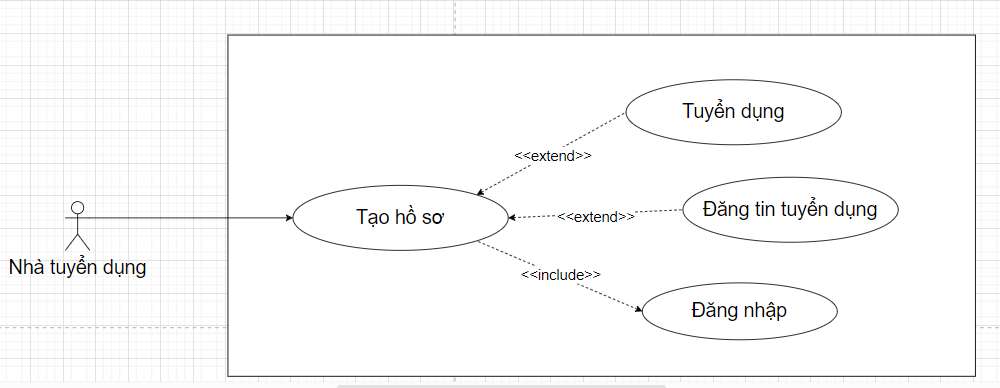 Tuyển dụng
<<extend>>
Tạo hồ sơ
<<extend>>
Đăng tin tuyển dụng
Nhà tuyển dụng
<<include>>
Đăng nhập